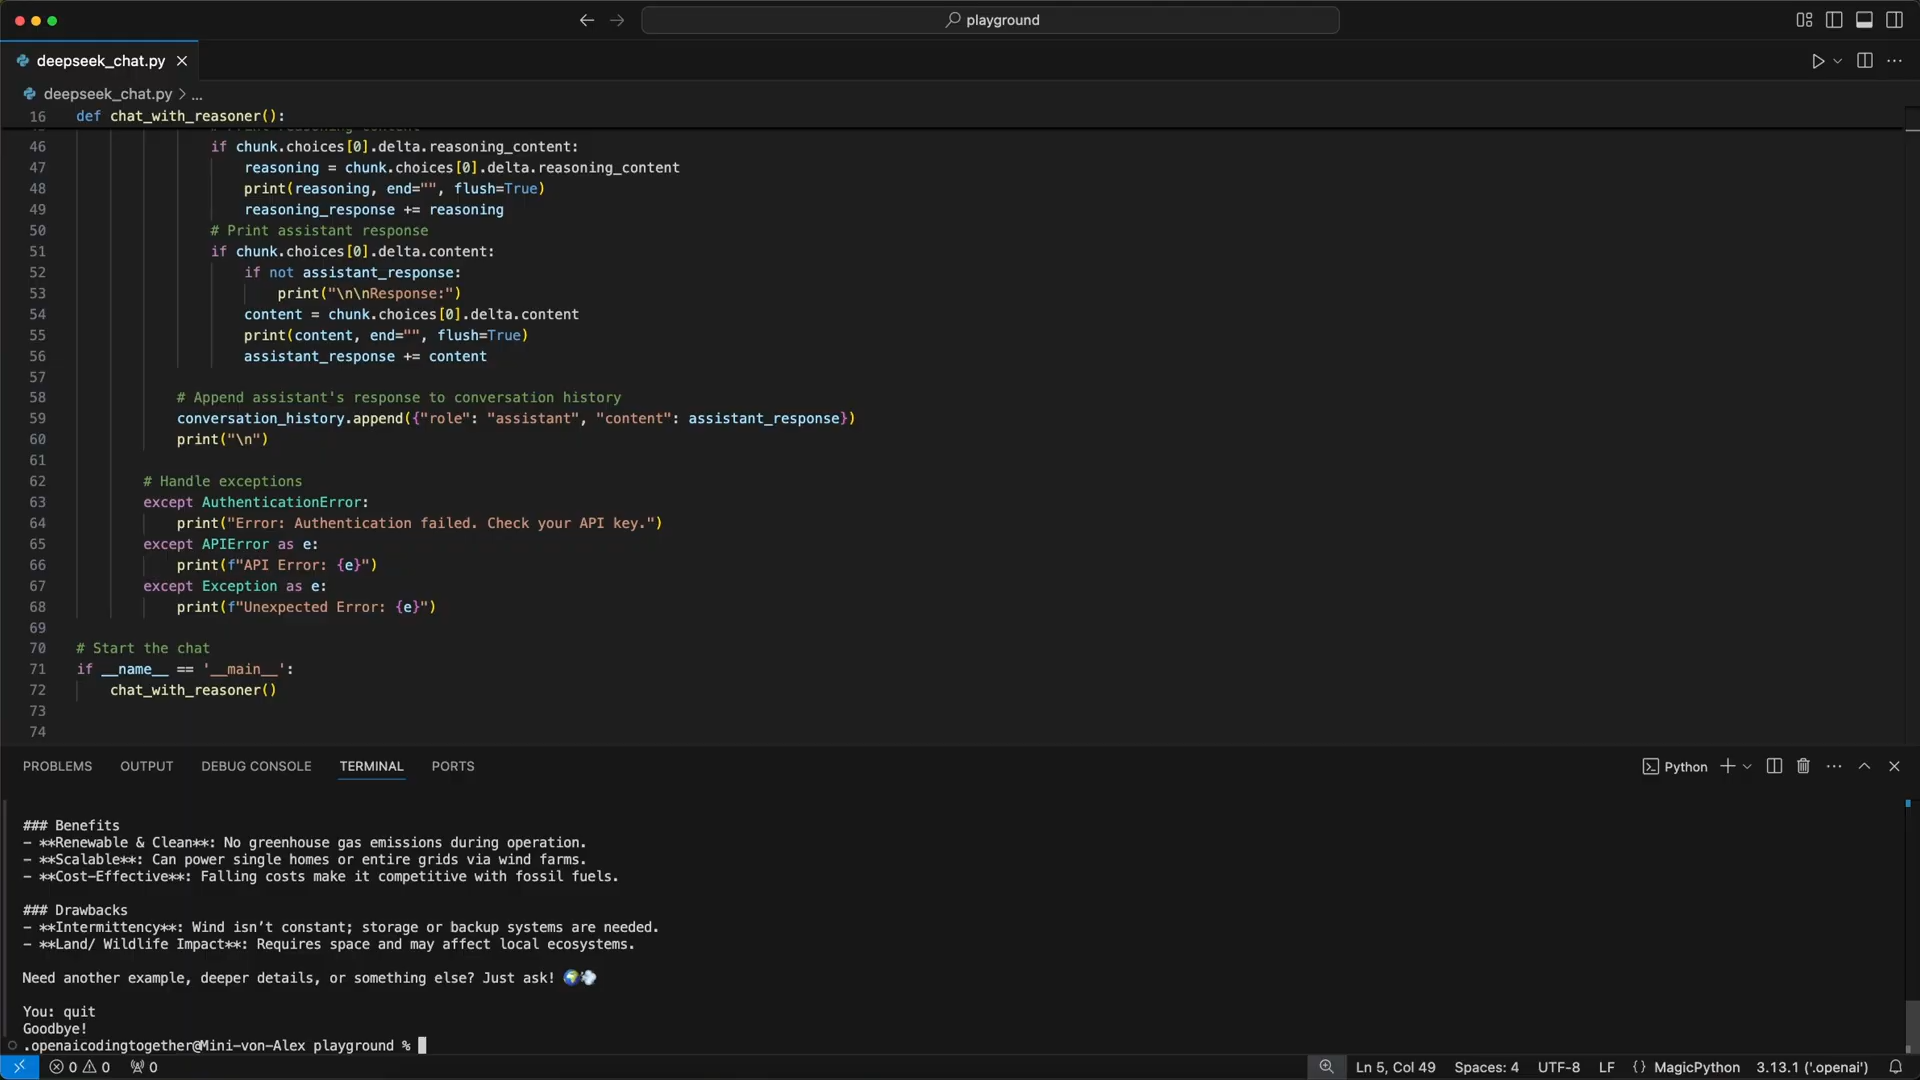 playground
deepseek_chat.py
deepseek_chat.py > ...
16 def chat_with_reasoner():
46 if chunk.choices[0].delta.reasoning_content:
47 reasoning = chunk.choices[0].delta.reasoning_content
48 print(reasoning, end="", flush=True)
49 reasoning_response += reasoning
50 # Print assistant response
51 if chunk.choices[0].delta.content:
52 if not assistant_response:
53 print("\n\nResponse:")
54 content = chunk.choices[0].delta.content
55 print(content, end="", flush=True)
56 assistant_response += content
57
58 # Append assistant's response to conversation history
59 conversation_history.append({"role": "assistant", "content": assistant_response})
60 print("\n")
61
62 # Handle exceptions
63 except AuthenticationError:
64 print("Error: Authentication failed. Check your API key.")
65 except APIError as e:
66 print(f"API Error: {e}")
67 except Exception as e:
68 print(f"Unexpected Error: {e}")
69
70 # Start the chat
71 if __name__ == '__main__':
72 chat_with_reasoner()
73
74
PROBLEMS OUTPUT DEBUG CONSOLE TERMINAL PORTS Python
### Benefits
- **Renewable & Clean**: No greenhouse gas emissions during operation.
- **Scalable**: Can power single homes or entire grids via wind farms.
- **Cost-Effective**: Falling costs make it competitive with fossil fuels.
### Drawbacks
- **Intermittency**: Wind isn’t constant; storage or backup systems are needed.
- **Land/ Wildlife Impact**: Requires space and may affect local ecosystems.
Need another example, deeper details, or something else? Just ask! 🌍💨
You: quit
Goodbye!
.openaicodingtogether@Mini-von-Alex playground %
0 0 0 Ln 5, Col 49 Spaces: 4 UTF-8 LF {} MagicPython 3.13.1 ('.openai')